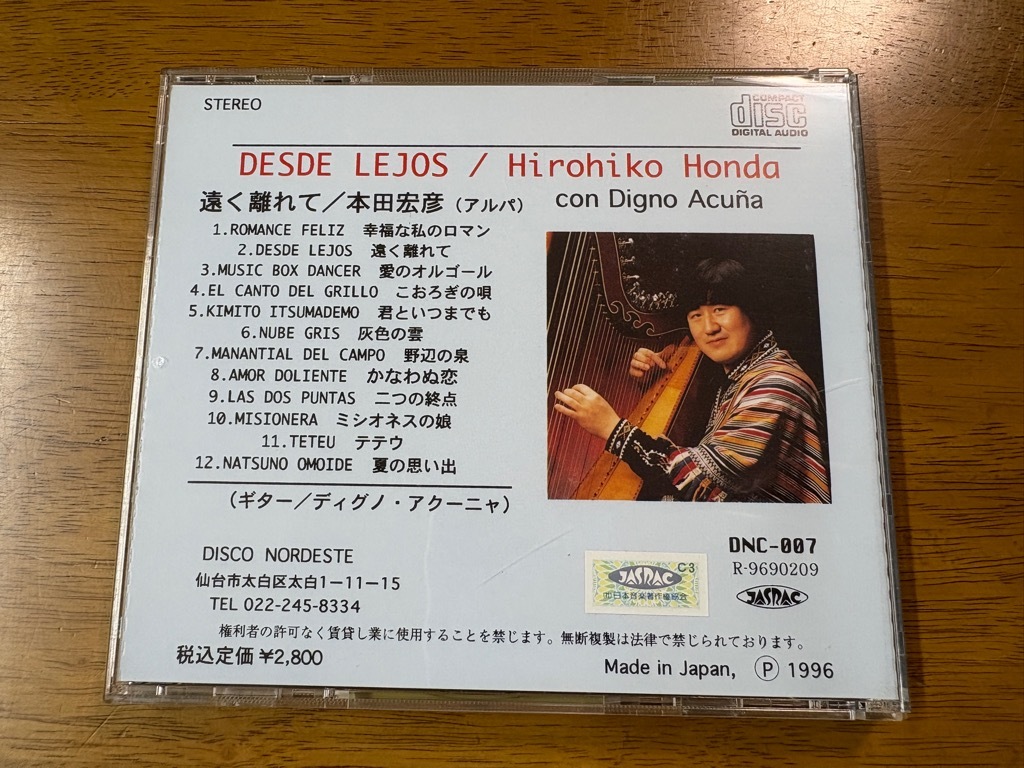 STEREO
COMPACT
disc
DIGITAL AUDIO
DESDE LEJOS / Hirohiko Honda
遠く離れて／本田宏彦（アルパ） con Digno Acuña
1.ROMANCE FELIZ 幸福な私のロマン
2.DESDE LEJOS 遠く離れて
3.MUSIC BOX DANCER 愛のオルゴール
4.EL CANTO DEL GRILLO こおろぎの唄
5.KIMITO ITSUMADEMO 君といつまでも
6.NUBE GRIS 灰色の雲
7.MANANTIAL DEL CAMPO 野辺の泉
8.AMOR DOLIENTE かなわぬ恋
9.LAS DOS PUNTAS 二つの終点
10.MISIONERA ミシオネスの娘
11.TETEU テテウ
12.NATSUNO OMOIDE 夏の思い出
（ギター／ディグノ・アクーニャ）
DISCO NORDESTE
仙台市太白区太白1－11－15
TEL 022-245-8334
C3
JASRAC
日本音楽著作権協会
DNC-007
R-9690209
JASRAC
権利者の許可なく賃貸し業に使用することを禁じます。無断複製は法律で禁じられております。
税込定価¥2,800
Made in Japan, Ⓟ 1996